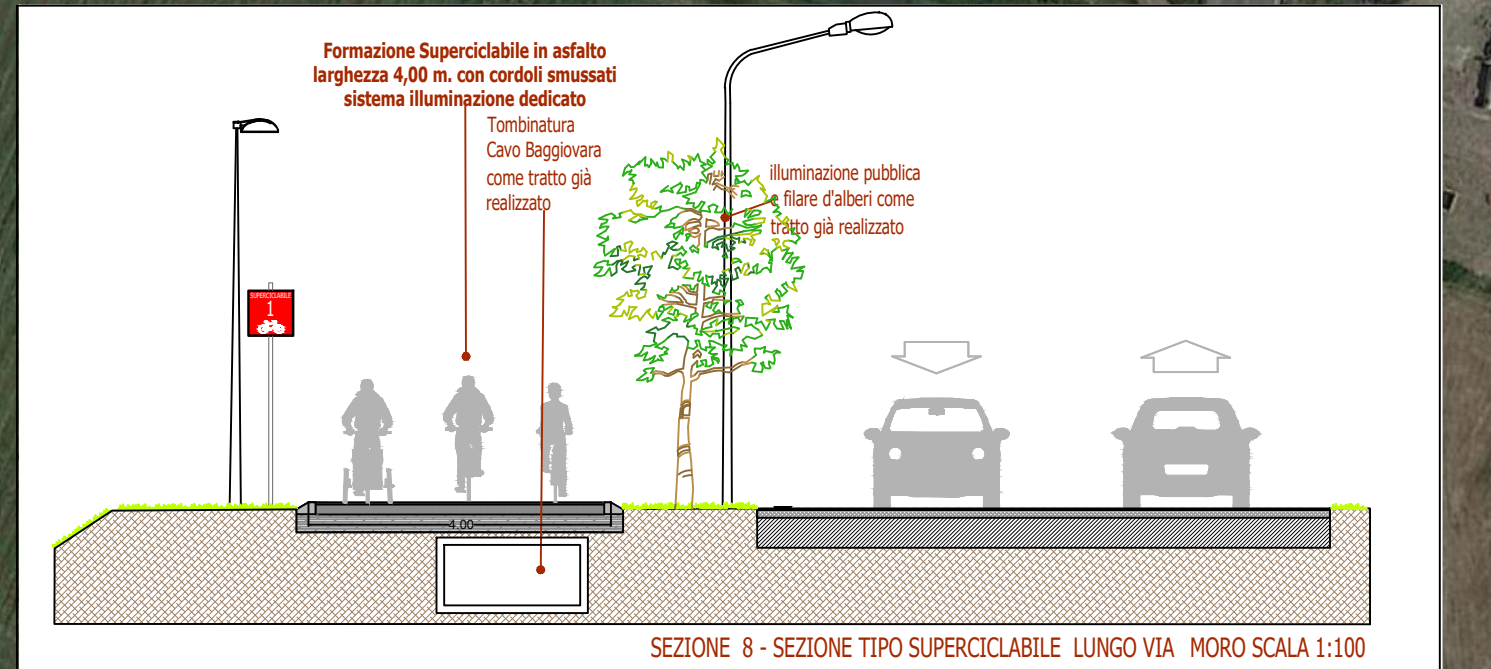 Formazione Superciclabile in asfalto
larghezza 4,00 m. con cordoli smussati
sistema illuminazione dedicato
Tombinatura
Cavo Baggiovara
come tratto già
realizzato
illuminazione pubblica
e filare d'alberi come
tratto già realizzato
SUPERCICLABILE
1
4.00
SEZIONE 8 - SEZIONE TIPO SUPERCICLABILE LUNGO VIA MORO SCALA 1:100